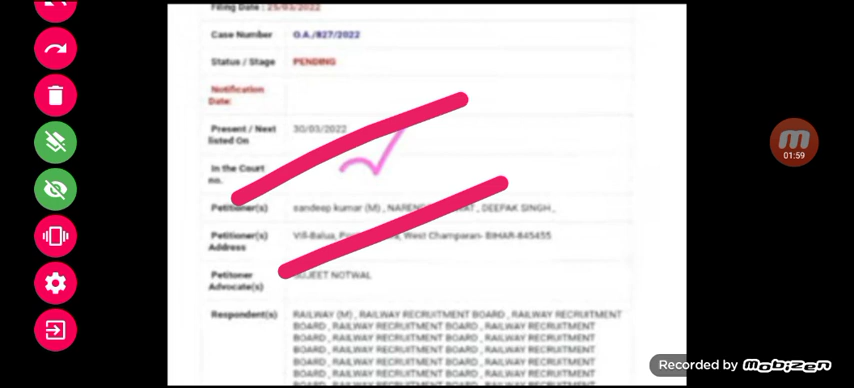 Filing Date : 25/03/2022
Case Number O.A./827/2022
Status / Stage PENDING
Notification
Date:
Present / Next 30/03/2022
listed On
In the Court
no.
Petitioner(s) sandeep kumar (M) , DEEPAK SINGH ,
Petitioner(s) Vill-Balua, West Champaran- BIHAR-845455
Address
Petitoner NOTWAL
Advocate(s)
Respondent(s) RAILWAY (M) , RAILWAY RECRUITMENT BOARD , RAILWAY RECRUITMENT
BOARD , RAILWAY RECRUITMENT BOARD , RAILWAY RECRUITMENT
BOARD , RAILWAY RECRUITMENT BOARD , RAILWAY RECRUITMENT
BOARD , RAILWAY RECRUITMENT BOARD , RAILWAY RECRUITMENT
BOARD , RAILWAY RECRUITMENT BOARD , RAILWAY RECRUITMENT
BOARD , RAILWAY RECRUITMENT BOARD , RAILWAY RECRUITMENT
01:59
Recorded by mobizen